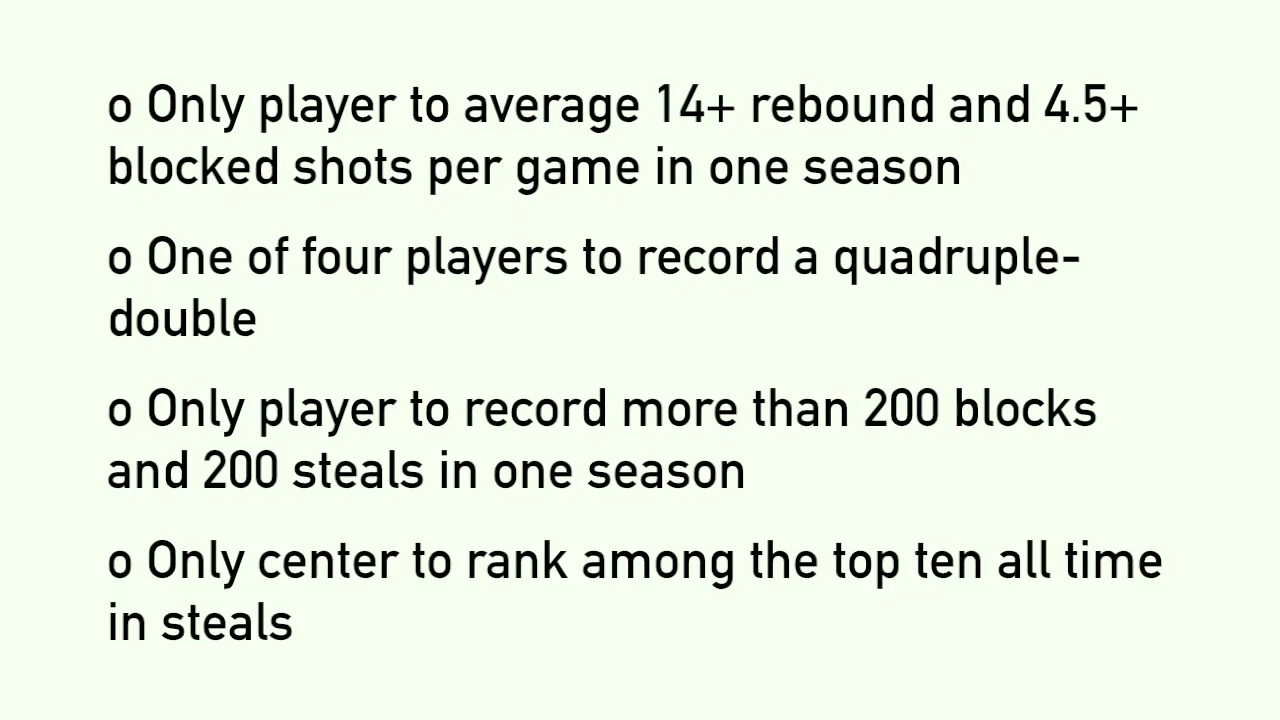 o Only player to average 14+ rebound and 4.5+
blocked shots per game in one season
o One of four players to record a quadruple-
double
o Only player to record more than 200 blocks
and 200 steals in one season
o Only center to rank among the top ten all time
in steals